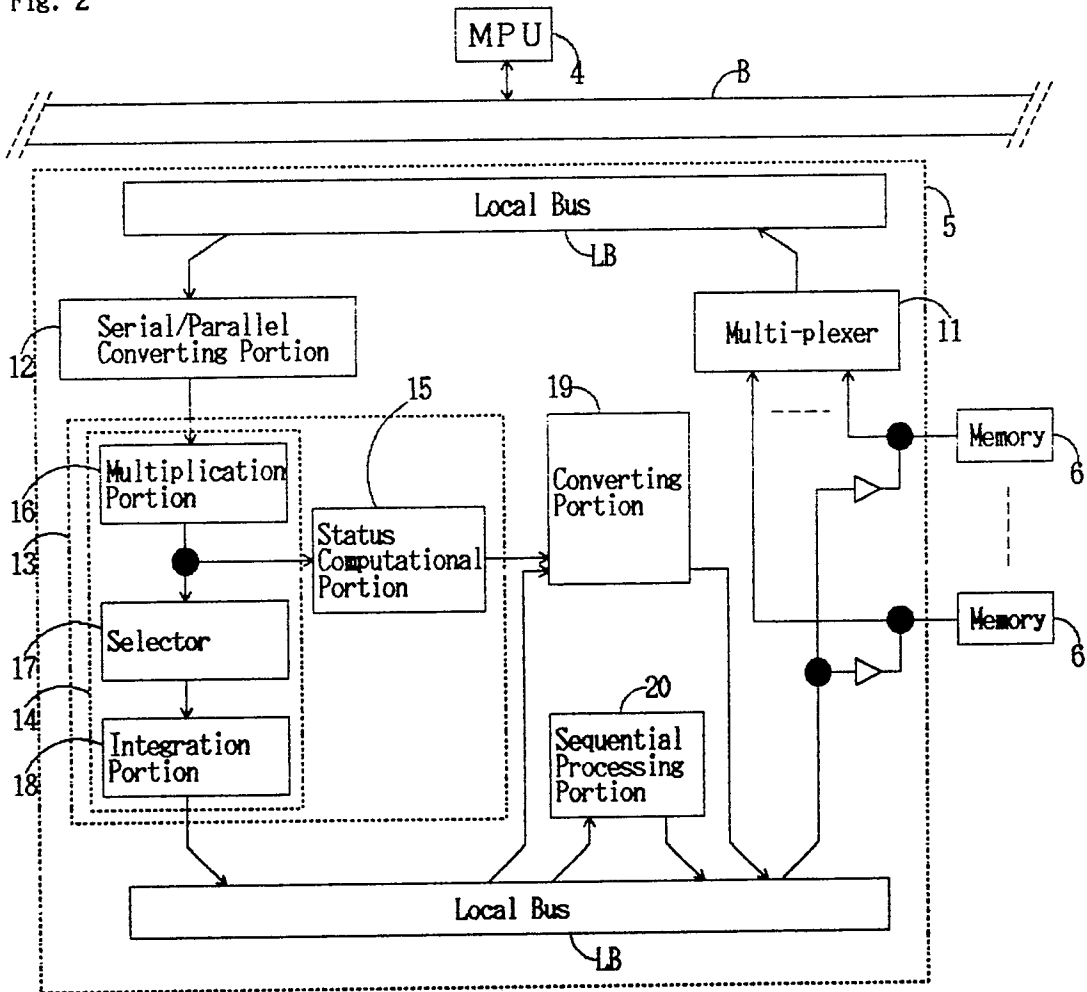 Fig. 2
MPU
4
B
Local Bus
5
LB
Serial/Parallel
Converting Portion
12
Multi-plexer
11
15
19
Memory
6
Multiplication
Portion
16
13
Status
Computational
Portion
Converting
Portion
Selector
17
14
Memory
6
20
Integration
Portion
18
Sequential
Processing
Portion
Local Bus
LB